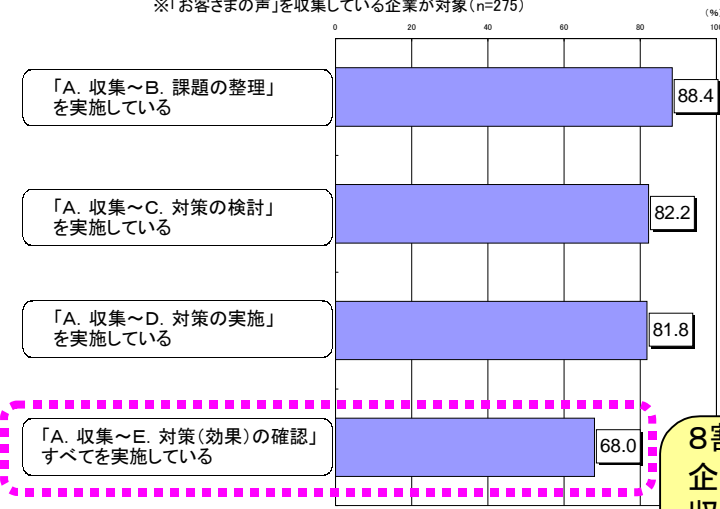 ※「お客さまの声」を収集している企業が対象（n=275）
(%)
0 20 40 60 80 100
「A．収集～B．課題の整理」
を実施している
88.4
「A．収集～C．対策の検討」
を実施している
82.2
「A．収集～D．対策の実施」
を実施している
81.8
「A．収集～E．対策（効果）の確認」
すべてを実施している
68.0
8割
企
収